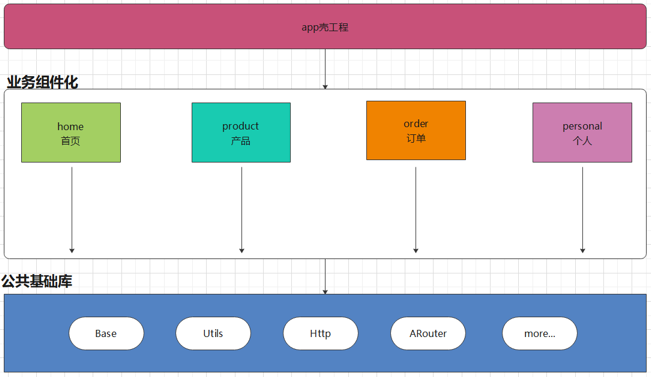 app壳工程
业务组件化
home
首页
product
产品
order
订单
personal
个人
公共基础库
Base
Utils
Http
ARouter
more...